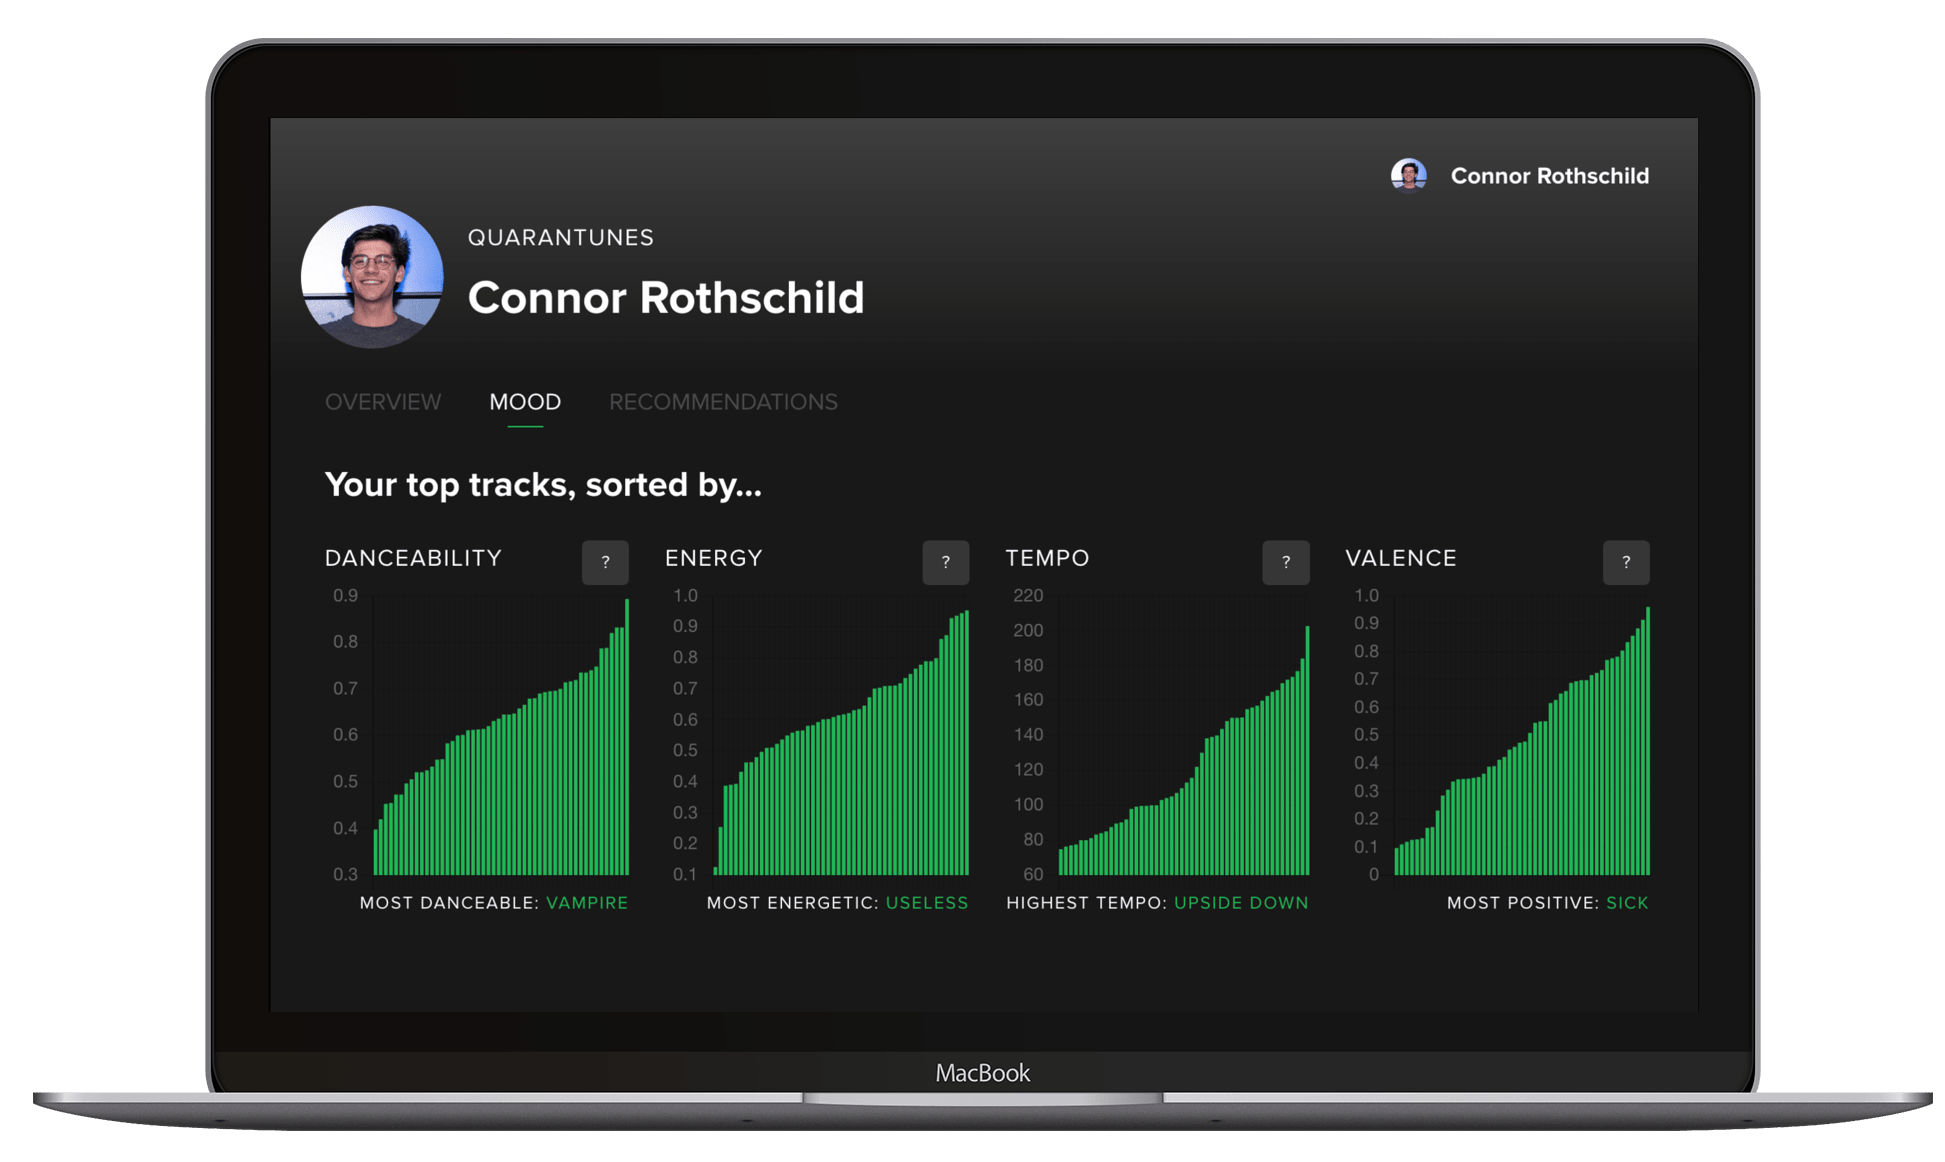 Connor Rothschild
QUARANTUNES
Connor Rothschild
OVERVIEW MOOD RECOMMENDATIONS
Your top tracks, sorted by...
DANCEABILITY ?
0.9
0.8
0.7
0.6
0.5
0.4
0.3
MOST DANCEABLE: VAMPIRE
ENERGY ?
1.0
0.9
0.8
0.7
0.6
0.5
0.4
0.3
0.2
0.1
MOST ENERGETIC: USELESS
TEMPO ?
220
200
180
160
140
120
100
80
60
HIGHEST TEMPO: UPSIDE DOWN
VALENCE ?
1.0
0.9
0.8
0.7
0.6
0.5
0.4
0.3
0.2
0.1
0
MOST POSITIVE: SICK
MacBook